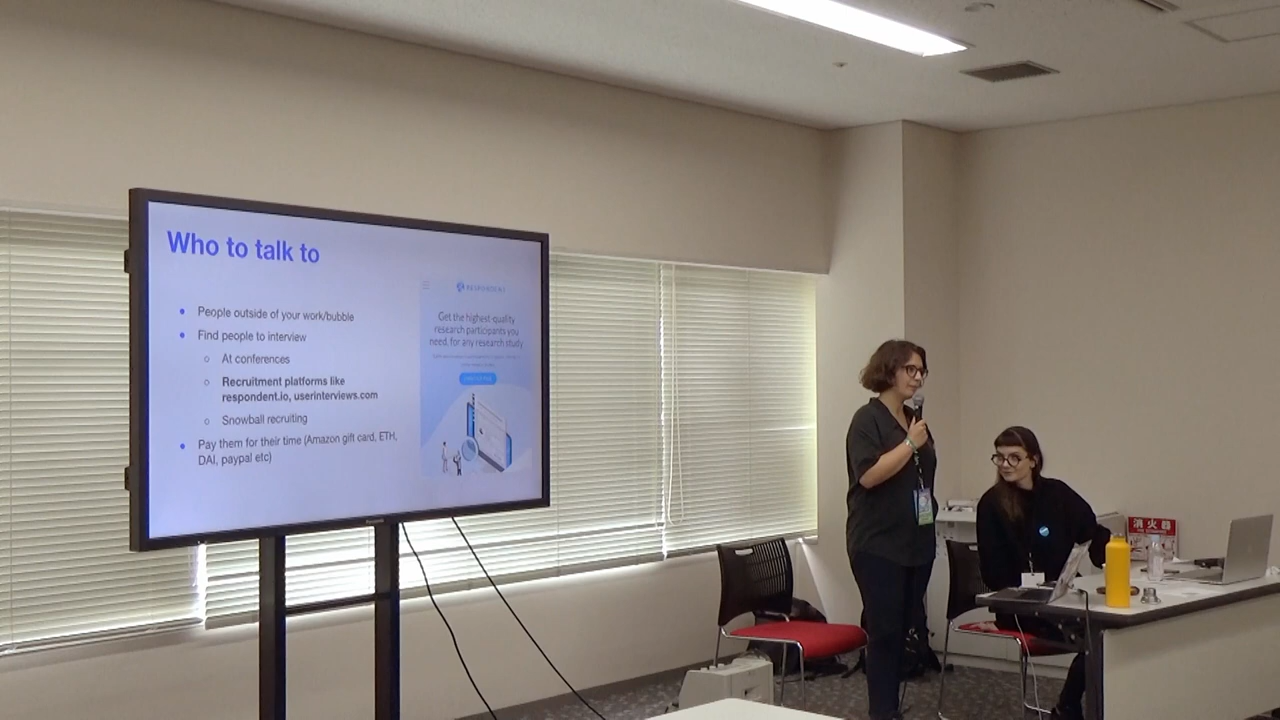 Who to talk to
People outside of your work/bubble
Find people to interview
At conferences
Recruitment platforms like
respondent.io, userinterviews.com
Snowball recruiting
Pay them for their time (Amazon gift card, ETH,
DAI, paypal etc)
RESPONDENT
Get the highest-quality
research participants you
need, for any research study
Panasonic
消火器